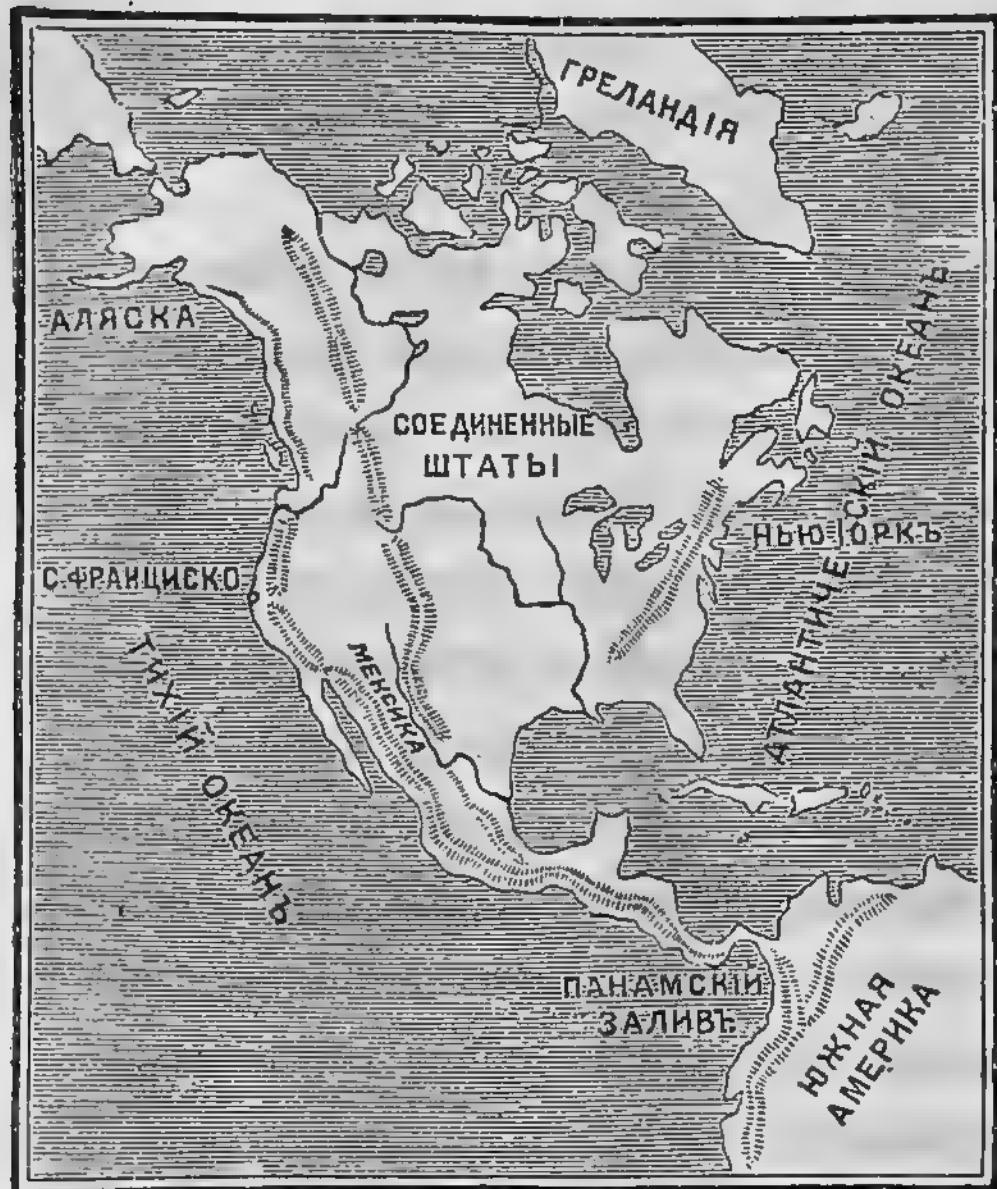 ГРЕЛАНДІЯ
АЛЯСКА
СОЕДИНЕННЫЕ
ШТАТЫ
АТЛАНТИЧЕСКІЙ ОКЕАНЪ
НЬЮ ІОРКЪ
С.ФРАНЦИСКО
МЕКСИКА
ТИХІЙ ОКЕАНЪ
ПАНАМСКІЙ
ЗАЛИВЪ
ЮЖНАЯ
АМЕРИКА